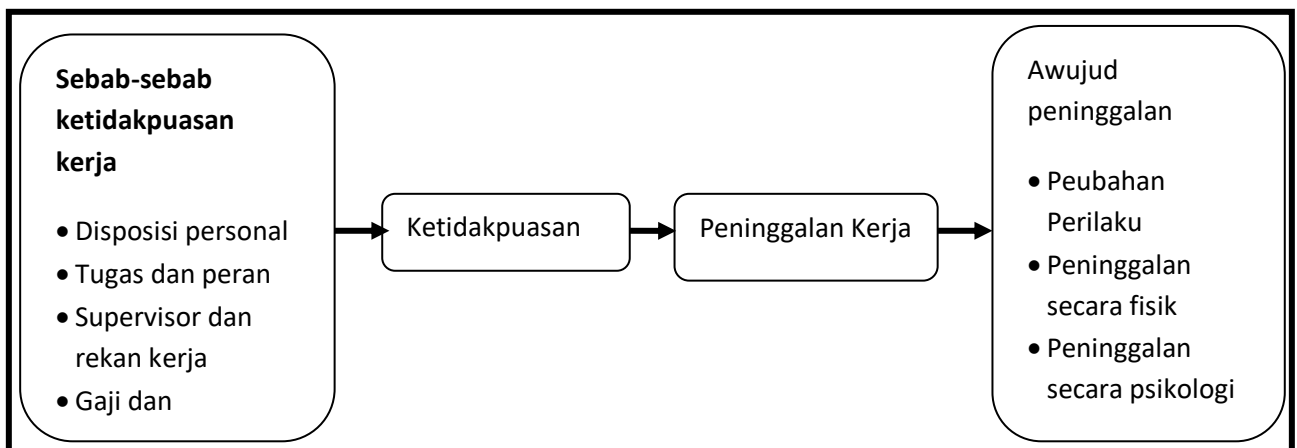 Sebab-sebab
ketidakpuasan
kerja
• Disposisi personal
• Tugas dan peran
• Supervisor dan
rekan kerja
• Gaji dan
Ketidakpuasan
Peninggalan Kerja
Awujud
peninggalan
• Peubahan
Perilaku
• Peninggalan
secara fisik
• Peninggalan
secara psikologi